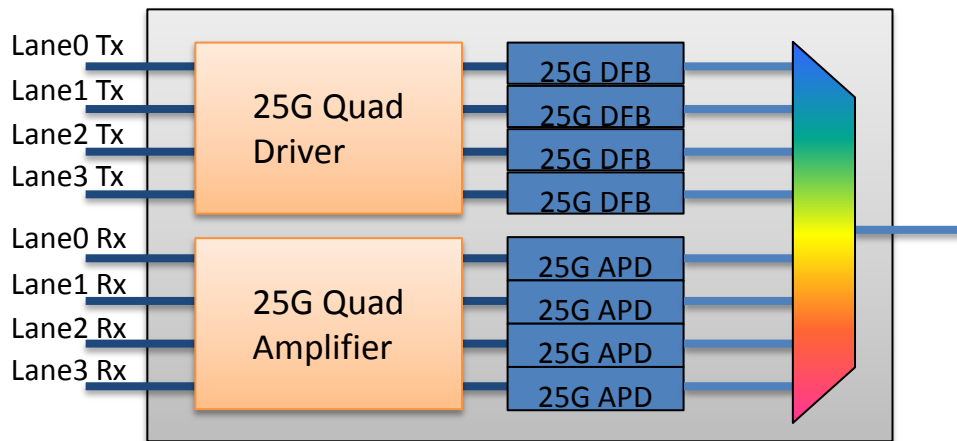 Lane0 Tx
Lane1 Tx
Lane2 Tx
Lane3 Tx
25G Quad
Driver
25G DFB
25G DFB
25G DFB
25G DFB
Lane0 Rx
Lane1 Rx
Lane2 Rx
Lane3 Rx
25G Quad
Amplifier
25G APD
25G APD
25G APD
25G APD